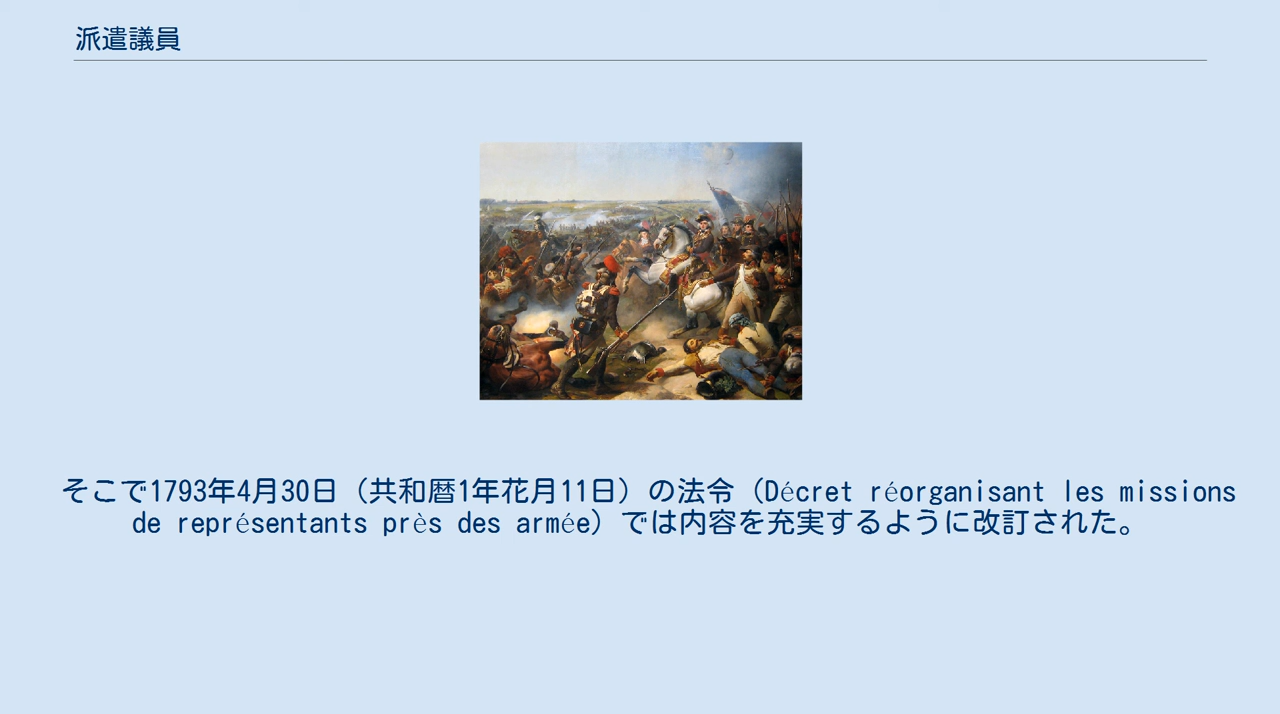 派遣議員
そこで1793年4月30日（共和暦1年花月11日）の法令（Décret réorganisant les missions
de représentants près des armée）では内容を充実するように改訂された。